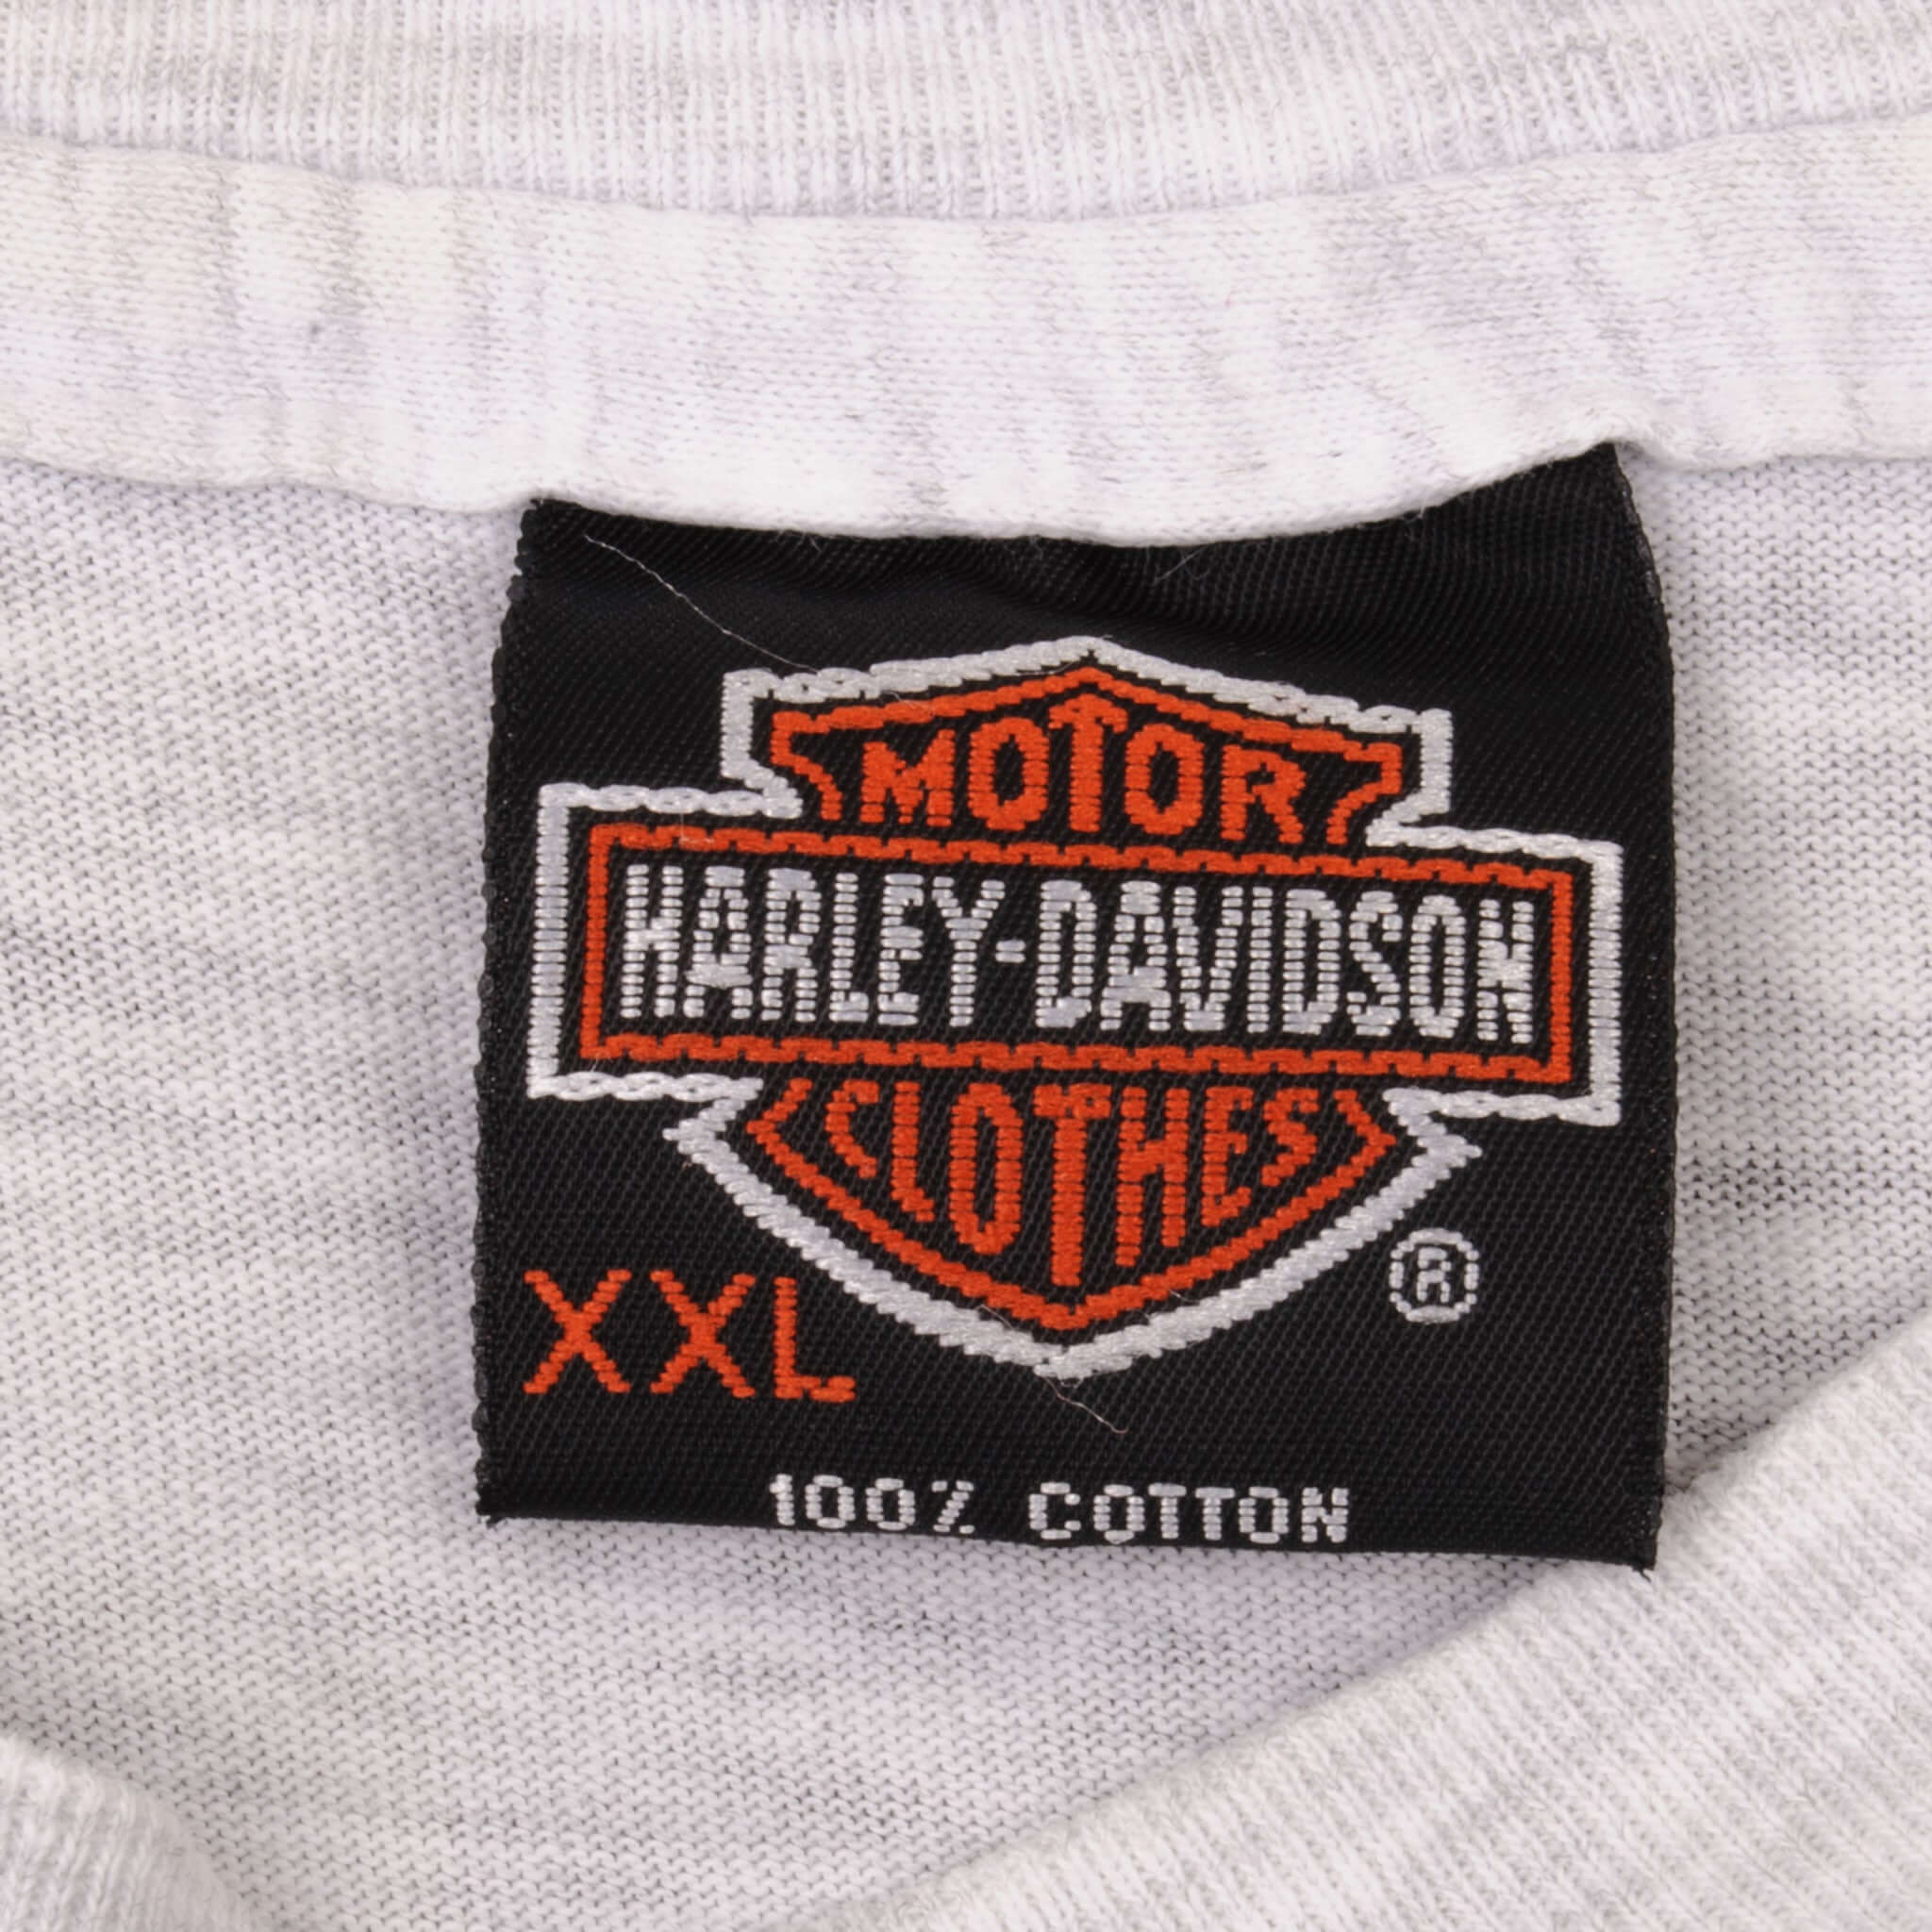 MOTOR
HARLEY-DAVIDSON
CLOTHES
®
XXL
100% COTTON